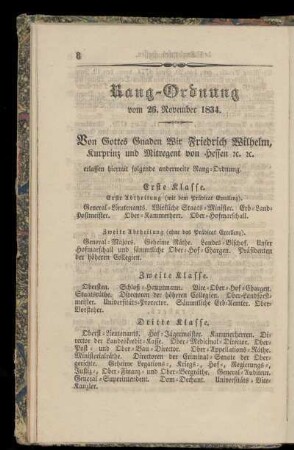 6
Rang-Ordnung
vom 26. November 1834.
Von Gottes Gnaden Wir Friedrich Wilhelm,
Kurprinz und Mitregent von Hessen ꝛc. ꝛc.
erlassen hiermit folgende anderweite Rang-Ordnung.
Erste Klasse.
Erste Abtheilung (mit dem Prädicat Excellenz).
General-Lieutenants. Wirkliche Staats-Minister. Erb-Land-
Postmeister. Ober-Kammerherr. Ober-Hofmarschall.
Zweite Abtheilung (ohne das Prädicat Excellenz).
General-Majors. Geheime Räthe. Landes-Bischof. Unser
Hofmarschall und sämmtliche Ober-Hof-Chargen. Präsidenten
der höheren Collegien.
Zweite Klasse.
Obersten. Schloß-Hauptmann. Vice-Ober-Hof-Chargen.
Staatsräthe. Directoren der höheren Collegien. Ober-Landforst-
meister. Universitäts-Prorector. Sämmtliche Erb-Aemter. Ober-
Vorsteher.
Dritte Klasse.
Oberst-Lieutenants. Hof-Jägermeister. Kammerherren. Di-
rector der Landeskredit-Kasse. Ober-Medicinal-Director. Ober-
Post- und Ober-Bau-Director. Ober-Appellations-Räthe.
Ministerialräthe. Directoren der Criminal-Senate der Ober-
gerichte. Geheime Legations-, Kriegs-, Hof-, Regierungs-,
Justiz-, Ober-Finanz- und Ober-Bergräthe. General-Auditeur.
General-Superintendent. Dom-Dechant. Universitäts-Vice-
Kanzler.